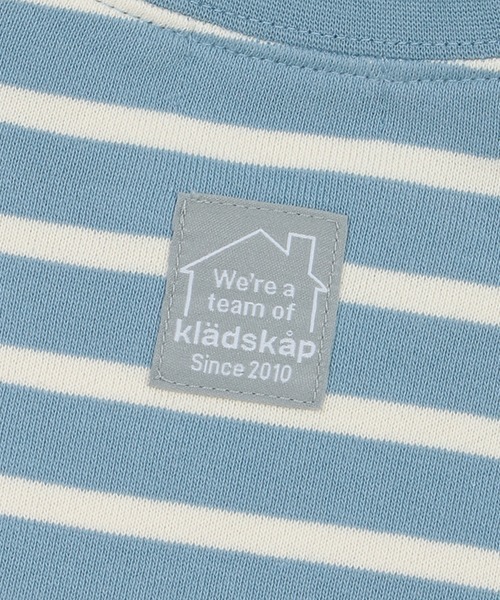 We're a
team of
klädskåp
Since 2010